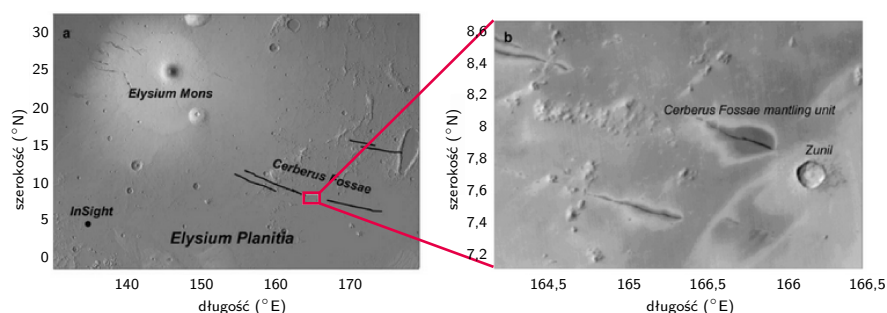 a
szerokość (°N)
30
25
20
15
10
5
0
Elysium Mons
Cerberus Fossae
InSight
Elysium Planitia
140
150
160
170
długość (°E)
b
szerokość (°N)
8,6
8,4
8,2
8
7,8
7,6
7,4
7,2
Cerberus Fossae mantling unit
Zunil
164,5
165
166,5
166
166,5
długość (°E)